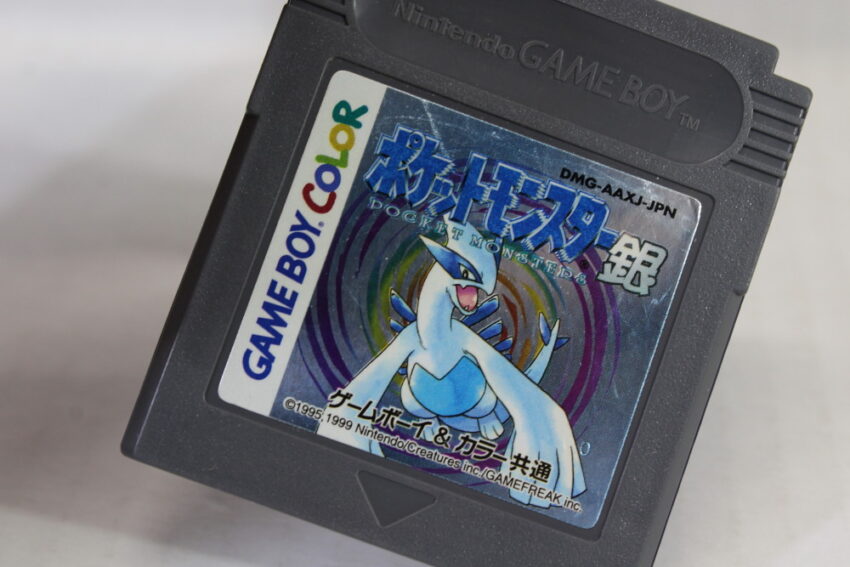 Nintendo GAME BOY™
GAME BOY COLOR
DMG-AAXJ-JPN
ポケットモンスター銀
POCKET MONSTERS
ゲームボーイ & カラー共通
©1995,1999 Nintendo/Creatures inc./GAMEFREAK inc.